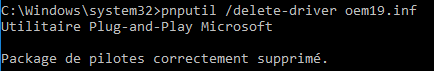 C:\Windows\system32>pnputil /delete-driver oem19.inf
Utilitaire Plug-and-Play Microsoft
Package de pilotes correctement supprimé.